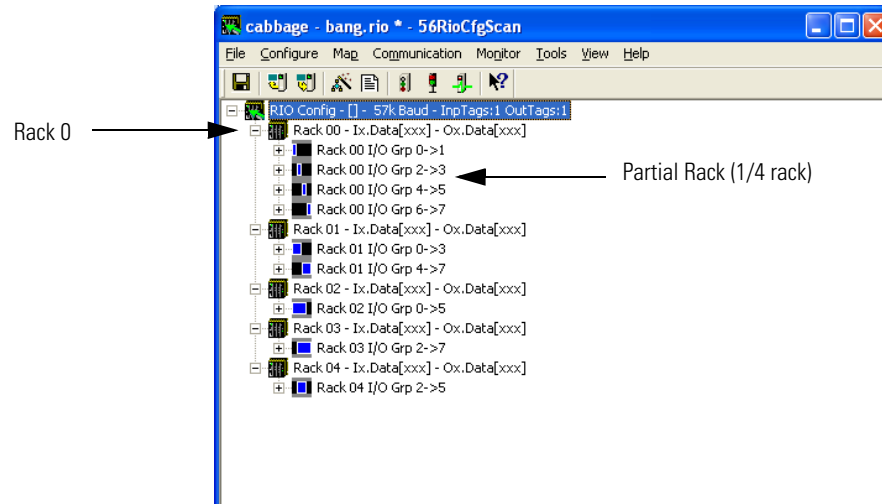 cabbage - bang.rio * - 56RioCfgScan
File Configure Map Communication Monitor Tools View Help
RIO Config - [] - 57k Baud - InpTags:1 OutTags:1
Rack 0
Rack 00 - Ix.Data[xxx] - Ox.Data[xxx]
Rack 00 I/O Grp 0->1
Rack 00 I/O Grp 2->3
Partial Rack (1/4 rack)
Rack 00 I/O Grp 4->5
Rack 00 I/O Grp 6->7
Rack 01 - Ix.Data[xxx] - Ox.Data[xxx]
Rack 01 I/O Grp 0->3
Rack 01 I/O Grp 4->7
Rack 02 - Ix.Data[xxx] - Ox.Data[xxx]
Rack 02 I/O Grp 0->5
Rack 03 - Ix.Data[xxx] - Ox.Data[xxx]
Rack 03 I/O Grp 2->7
Rack 04 - Ix.Data[xxx] - Ox.Data[xxx]
Rack 04 I/O Grp 2->5